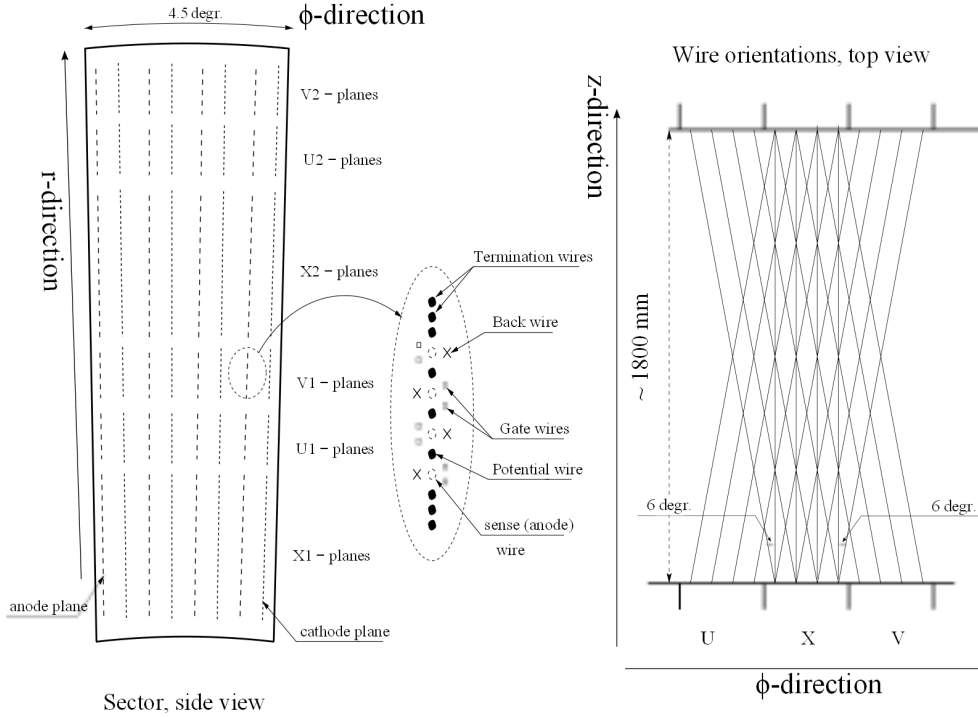 4.5 degr.
ϕ-direction
r-direction
V2 – planes
U2 – planes
X2 – planes
V1 – planes
U1 – planes
X1 – planes
anode plane
cathode plane
Sector, side view
Termination wires
Back wire
Gate wires
Potential wire
sense (anode)
wire
Wire orientations, top view
z-direction
~ 1800 mm
6 degr.
6 degr.
U
X
V
ϕ-direction